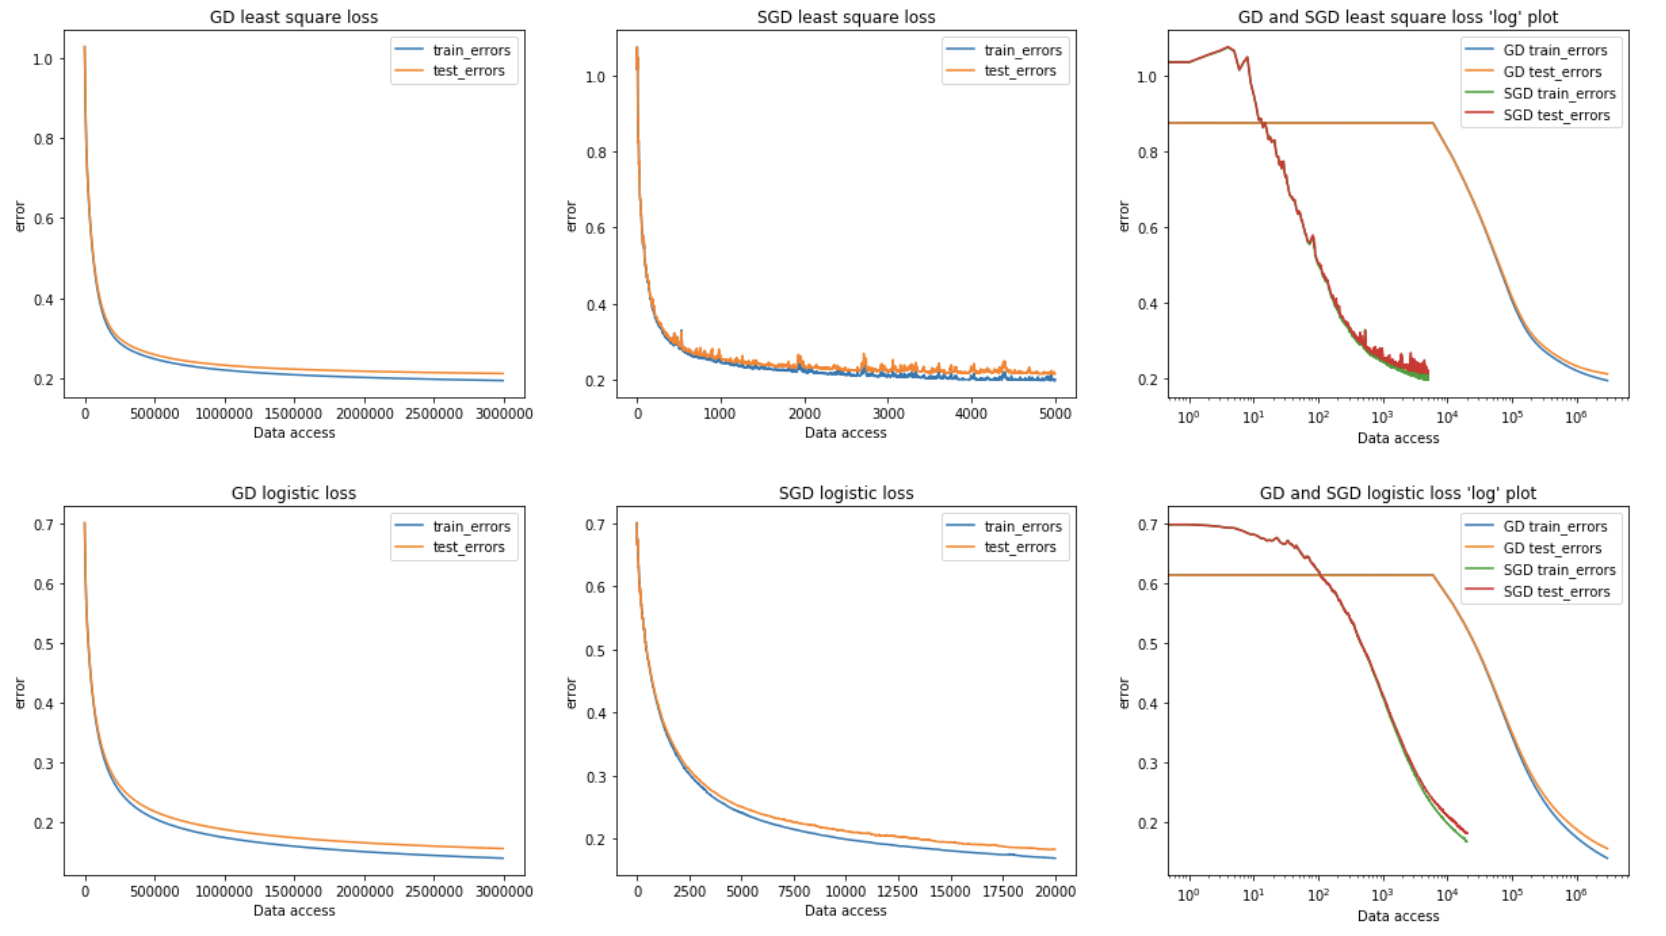 GD least square loss
train_errors
test_errors
1.0
0.8
0.6
0.4
0.2
error
0 500000 1000000 1500000 2000000 2500000 3000000
Data access
SGD least square loss
train_errors
test_errors
1.0
0.8
0.6
0.4
0.2
error
0 1000 2000 3000 4000 5000
Data access
GD and SGD least square loss 'log' plot
GD train_errors
GD test_errors
SGD train_errors
SGD test_errors
1.0
0.8
0.6
0.4
0.2
error
10⁰ 10¹ 10² 10³ 10⁴ 10⁵ 10⁶
Data access
GD logistic loss
train_errors
test_errors
0.7
0.6
0.5
0.4
0.3
0.2
error
0 500000 1000000 1500000 2000000 2500000 3000000
Data access
SGD logistic loss
train_errors
test_errors
0.7
0.6
0.5
0.4
0.3
0.2
error
0 2500 5000 7500 10000 12500 15000 17500 20000
Data access
GD and SGD logistic loss 'log' plot
GD train_errors
GD test_errors
SGD train_errors
SGD test_errors
0.7
0.6
0.5
0.4
0.3
0.2
error
10⁰ 10¹ 10² 10³ 10⁴ 10⁵ 10⁶
Data access